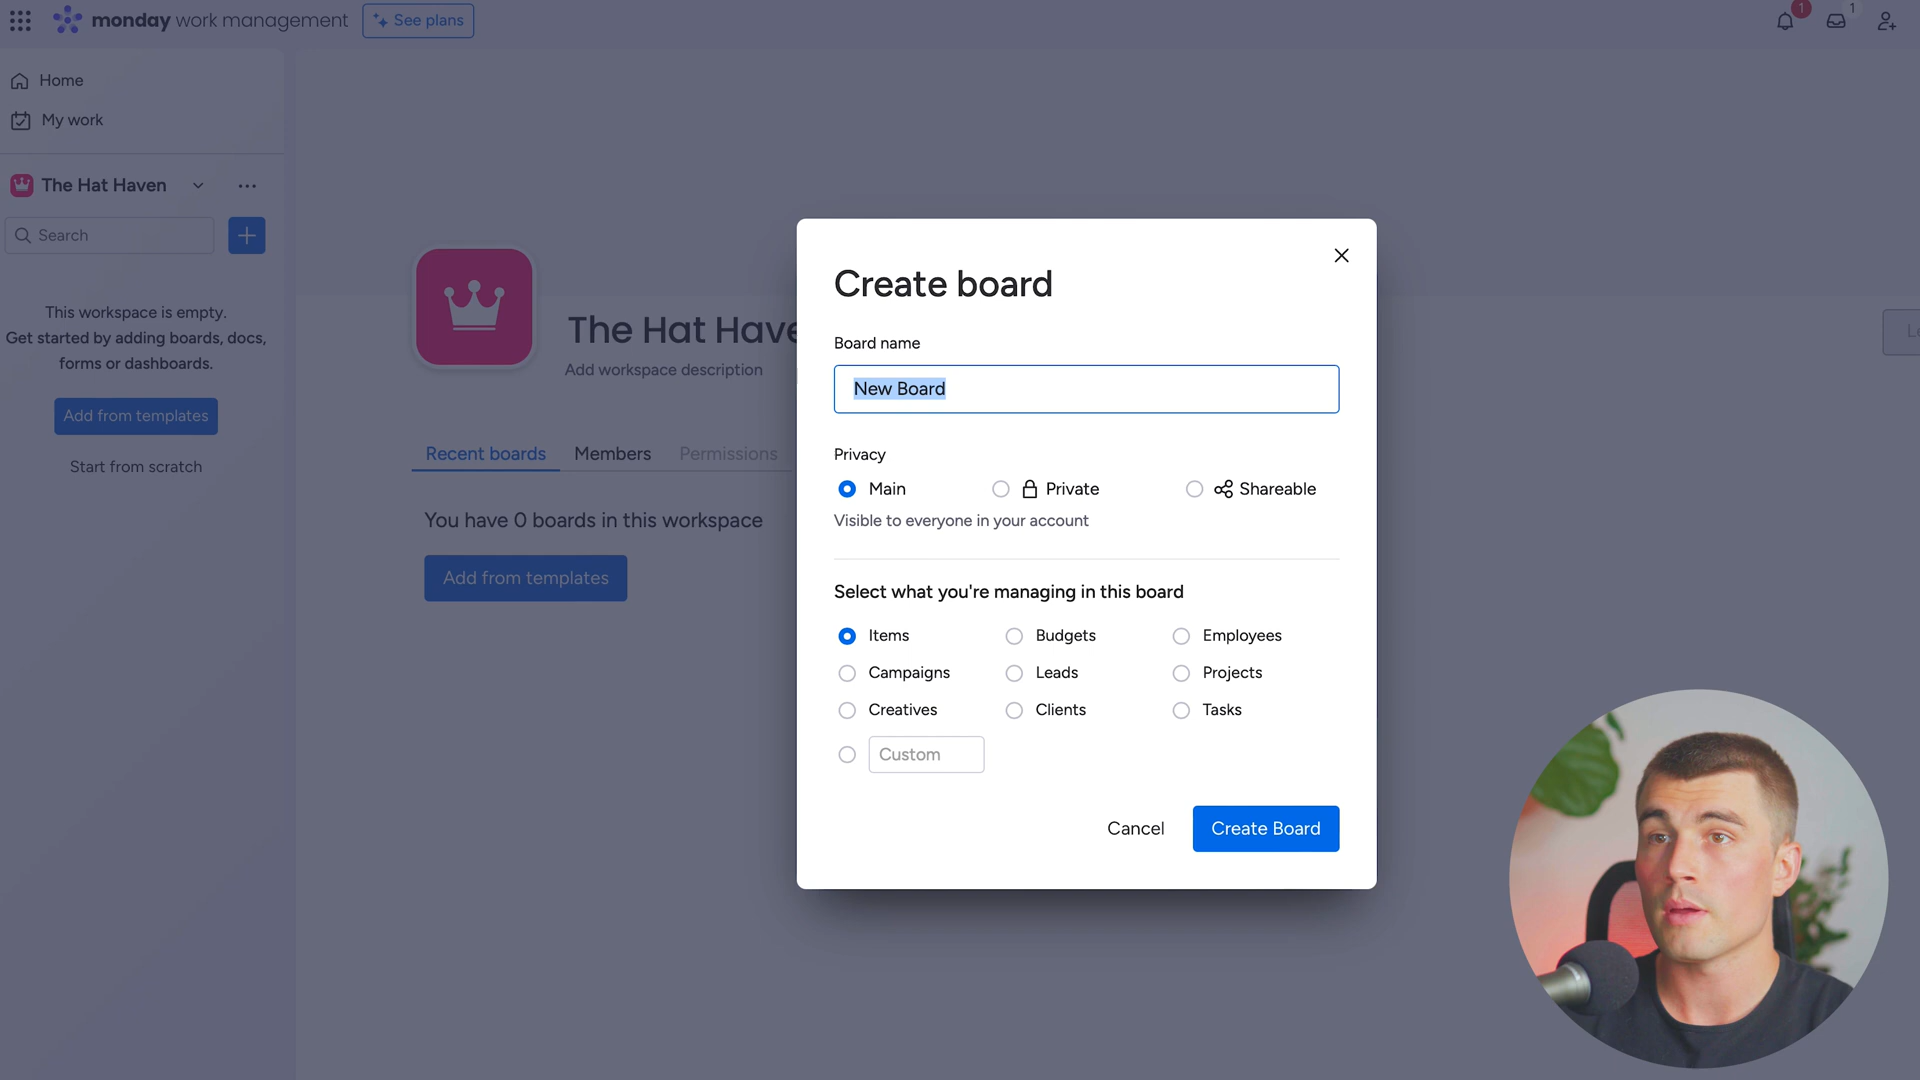 monday work management
See plans
1
1
Home
My work
The Hat Haven
Search
This workspace is empty.
Get started by adding boards, docs,
forms or dashboards.
Add from templates
Start from scratch
The Hat Have
Add workspace description
Recent boards
Members
Permissions
You have 0 boards in this workspace
Add from templates
Create board
Board name
New Board
Privacy
Main
Private
Shareable
Visible to everyone in your account
Select what you're managing in this board
Items
Budgets
Employees
Campaigns
Leads
Projects
Creatives
Clients
Tasks
Custom
Cancel
Create Board